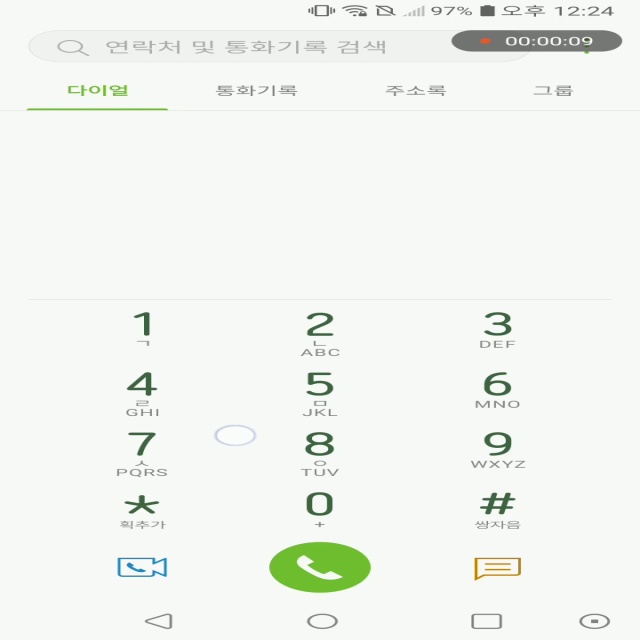 97% 오후 12:24
연락처 및 통화기록 검색
00:00:09
다이얼 통화기록 주소록 그룹
1 2 3
ㄱ ㄴ DEF
ABC
4 5 6
ㄹ ㅁ MNO
GHI JKL
7 8 9
ㅅ ㅇ WXYZ
PQRS TUV
* 0 #
획추가 + 쌍자음